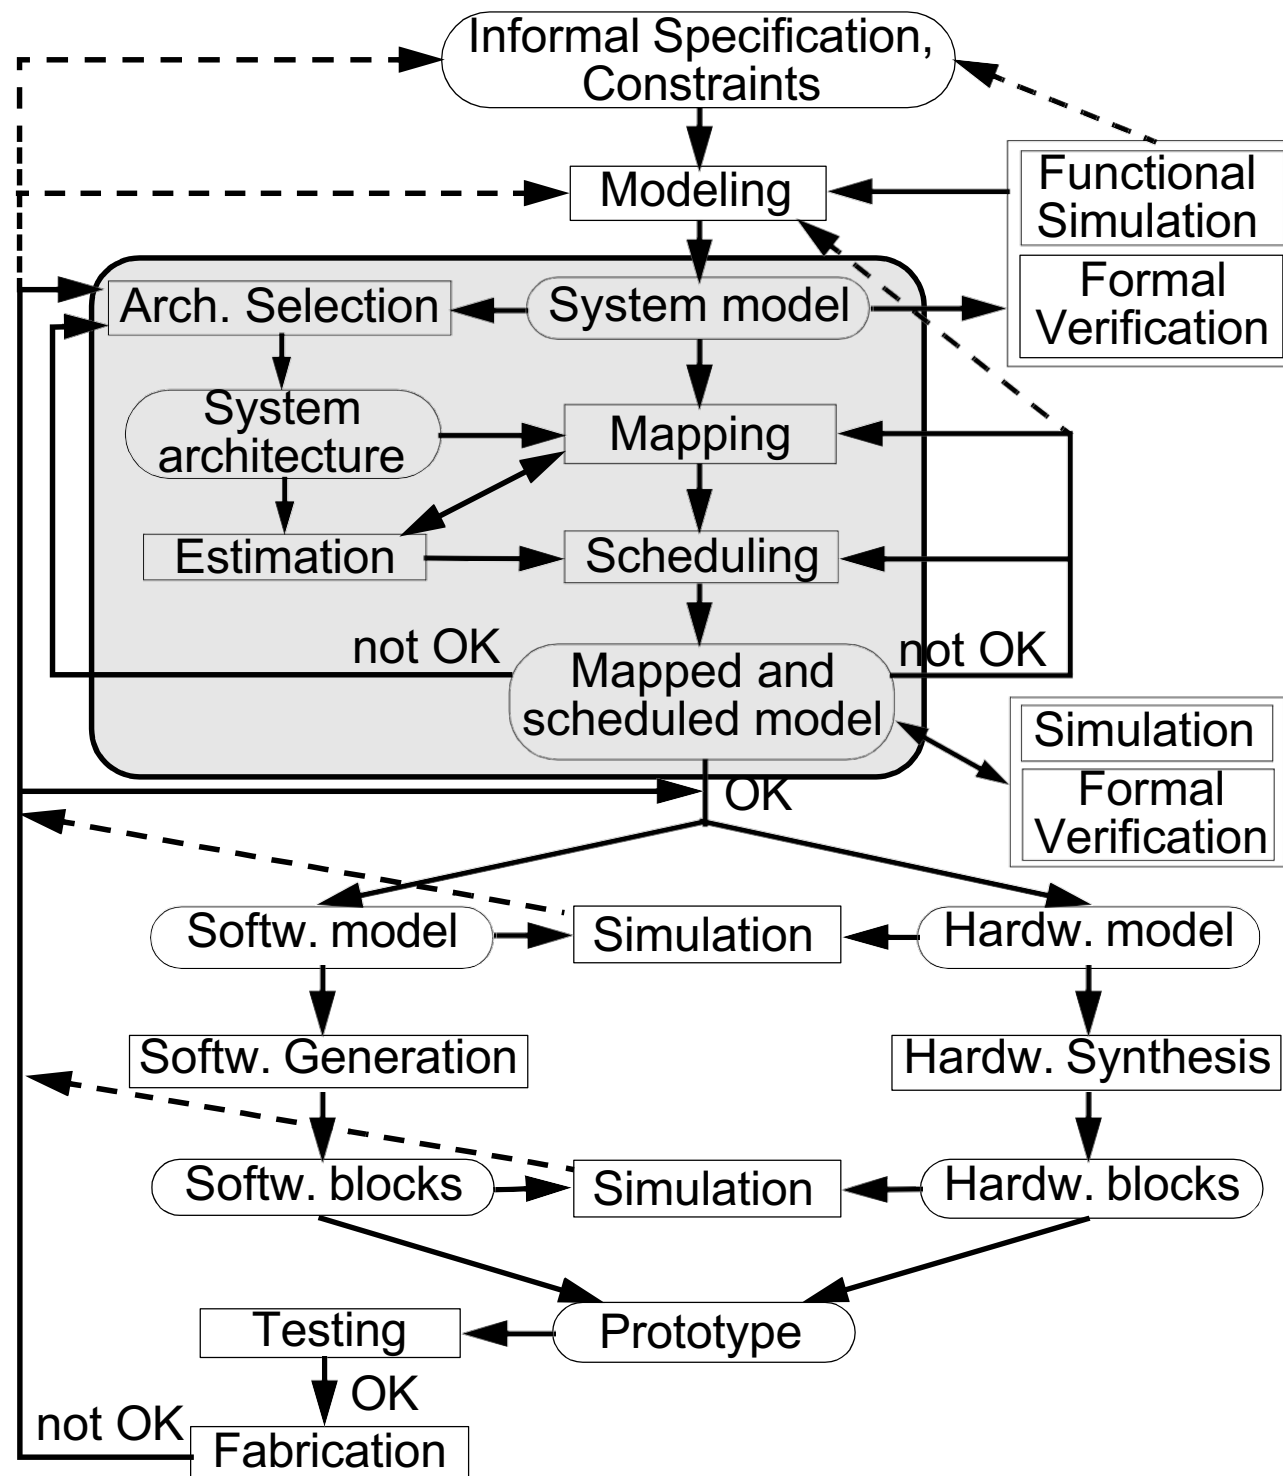 Informal Specification,
Constraints
Functional
Simulation
Modeling
Formal
Verification
Arch. Selection
System model
System
architecture
Mapping
Estimation
Scheduling
not OK
not OK
Mapped and
scheduled model
Simulation
Formal
Verification
OK
Softw. model
Simulation
Hardw. model
Softw. Generation
Hardw. Synthesis
Softw. blocks
Simulation
Hardw. blocks
Testing
Prototype
OK
not OK
Fabrication